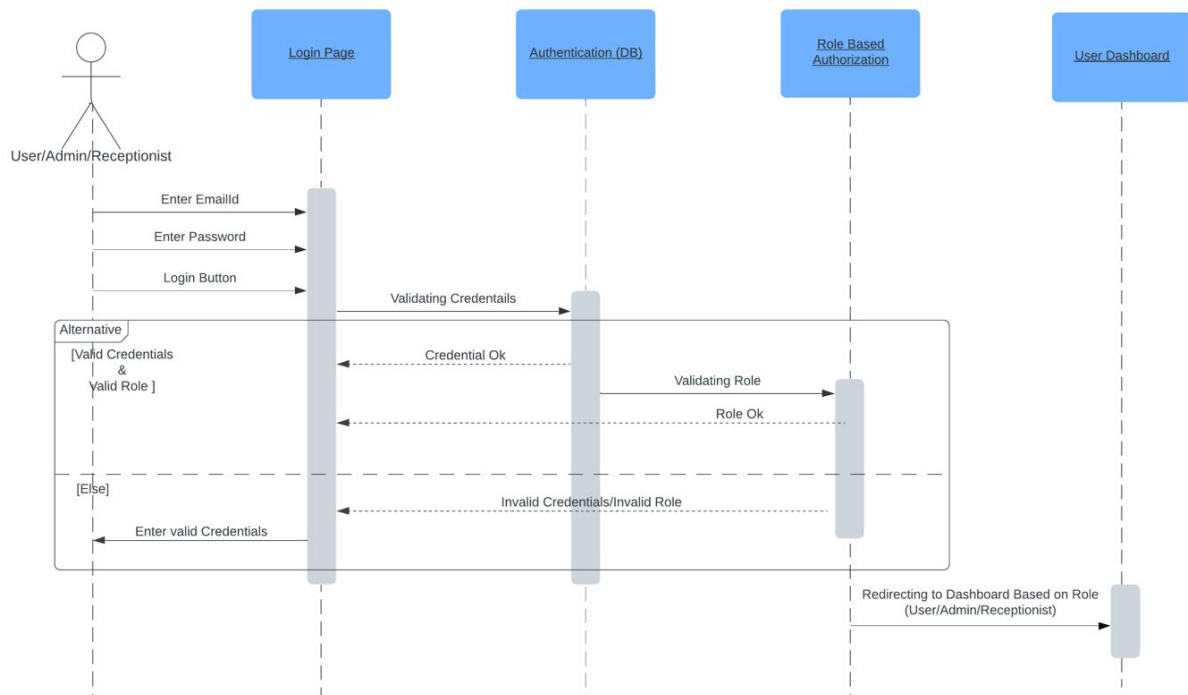 Login Page
Authentication (DB)
Role Based
Authorization
User Dashboard
User/Admin/Receptionist
Enter EmailId
Enter Password
Login Button
Validating Credentails
Alternative
[Valid Credentials
&
Valid Role ]
Credential Ok
Validating Role
Role Ok
[Else]
Invalid Credentials/Invalid Role
Enter valid Credentials
Redirecting to Dashboard Based on Role
(User/Admin/Receptionist)